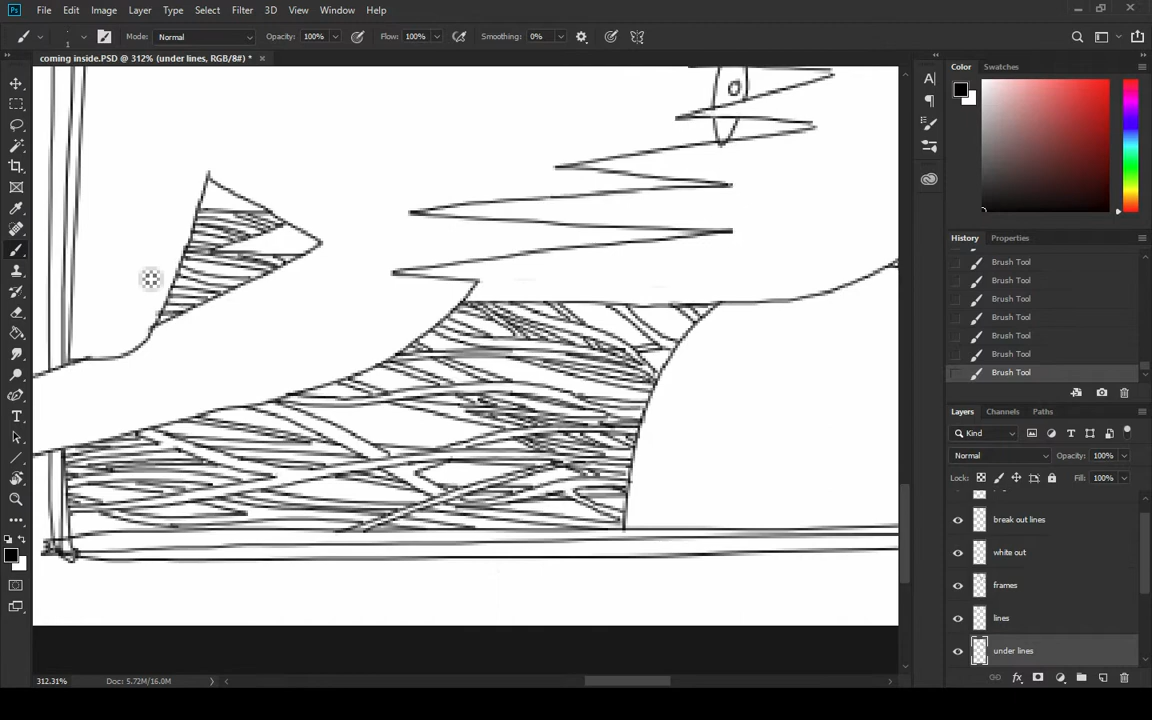 Ps File Edit Image Layer Type Select Filter 3D View Window Help
1 Mode: Normal Opacity: 100% Flow: 100% Smoothing: 0%
coming inside.PSD @ 312% (under lines, RGB/8#) * ×
Color Swatches
History Properties
Brush Tool
Brush Tool
Brush Tool
Brush Tool
Brush Tool
Brush Tool
Brush Tool
Layers Channels Paths
Kind
Normal Opacity: 100%
Lock: Fill: 100%
break out lines
white out
frames
lines
under lines
312.31% Doc: 5.72M/16.0M